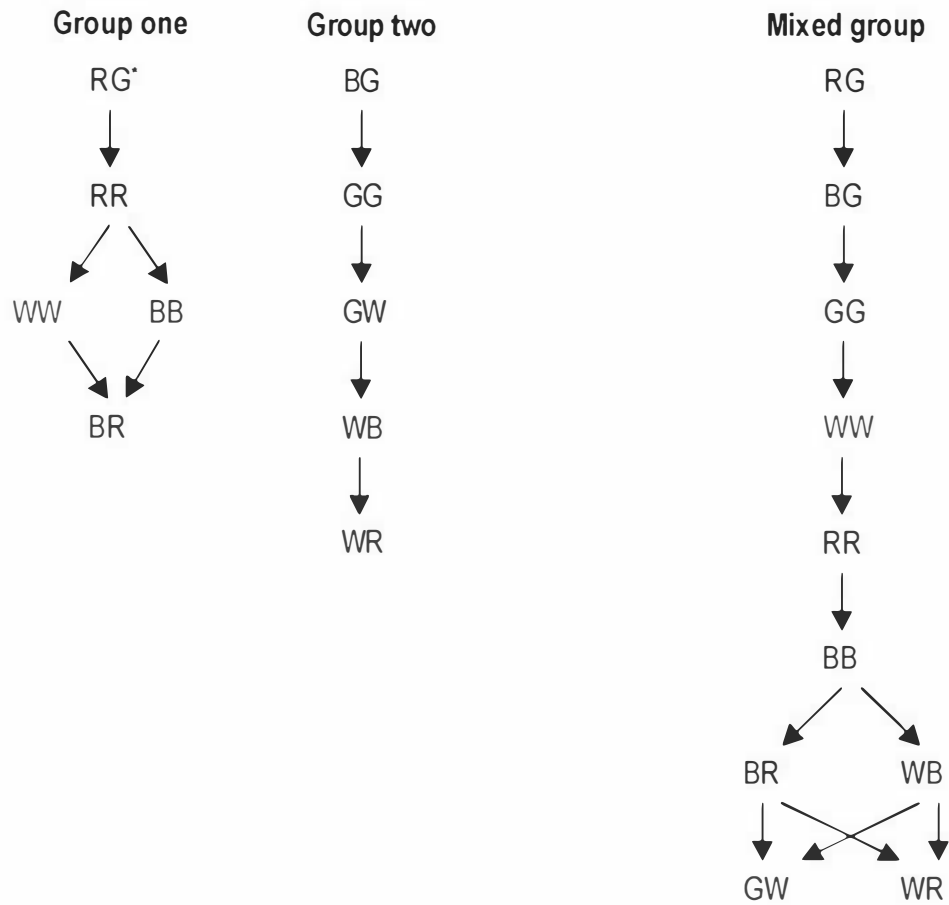 Group one Group two Mixed group
RG* BG RG
RR GG BG
WW BB GW GG
BR WB WW
WR RR
BB
BR WB
GW WR